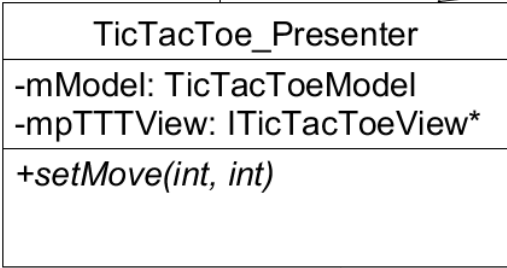 TicTacToe_Presenter
-mModel: TicTacToeModel
-mpTTTView: ITicTacToeView*
+setMove(int, int)